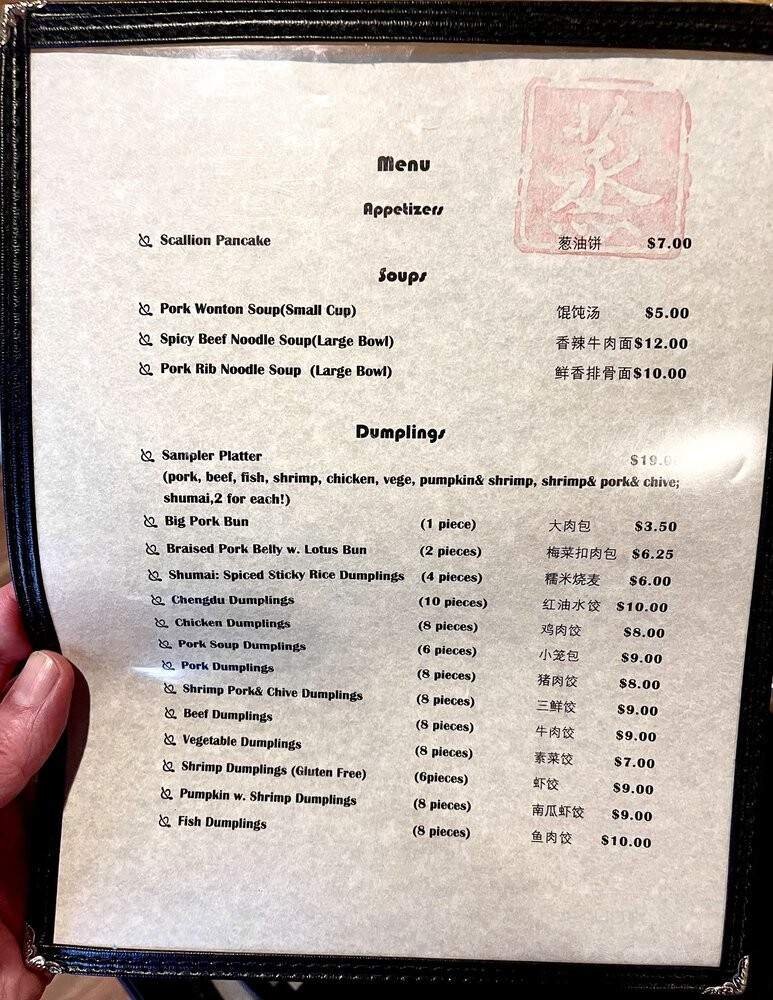 蒸
Menu
Appetizers
Scallion Pancake 葱油饼 $7.00
Soups
Pork Wonton Soup(Small Cup) 馄饨汤 $5.00
Spicy Beef Noodle Soup(Large Bowl) 香辣牛肉面 $12.00
Pork Rib Noodle Soup (Large Bowl) 鲜香排骨面 $10.00
Dumplings
Sampler Platter
(pork, beef, fish, shrimp, chicken, vege, pumpkin& shrimp, shrimp& pork& chive;
shumai,2 for each!)
Big Pork Bun (1 piece) 大肉包 $3.50
Braised Pork Belly w. Lotus Bun (2 pieces) 梅菜扣肉包 $6.25
Shumai: Spiced Sticky Rice Dumplings (4 pieces) 糯米烧麦 $6.00
Chengdu Dumplings (10 pieces) 红油水饺 $10.00
Chicken Dumplings (8 pieces) 鸡肉饺 $8.00
Pork Soup Dumplings (6 pieces) 小笼包 $9.00
Pork Dumplings (8 pieces) 猪肉饺 $8.00
Shrimp Pork& Chive Dumplings (8 pieces) 三鲜饺 $9.00
Beef Dumplings (8 pieces) 牛肉饺 $9.00
Vegetable Dumplings (8 pieces) 素菜饺 $7.00
Shrimp Dumplings (Gluten Free) (6pieces) 虾饺 $9.00
Pumpkin w. Shrimp Dumplings (8 pieces) 南瓜虾饺 $9.00
Fish Dumplings (8 pieces) 鱼肉饺 $10.00